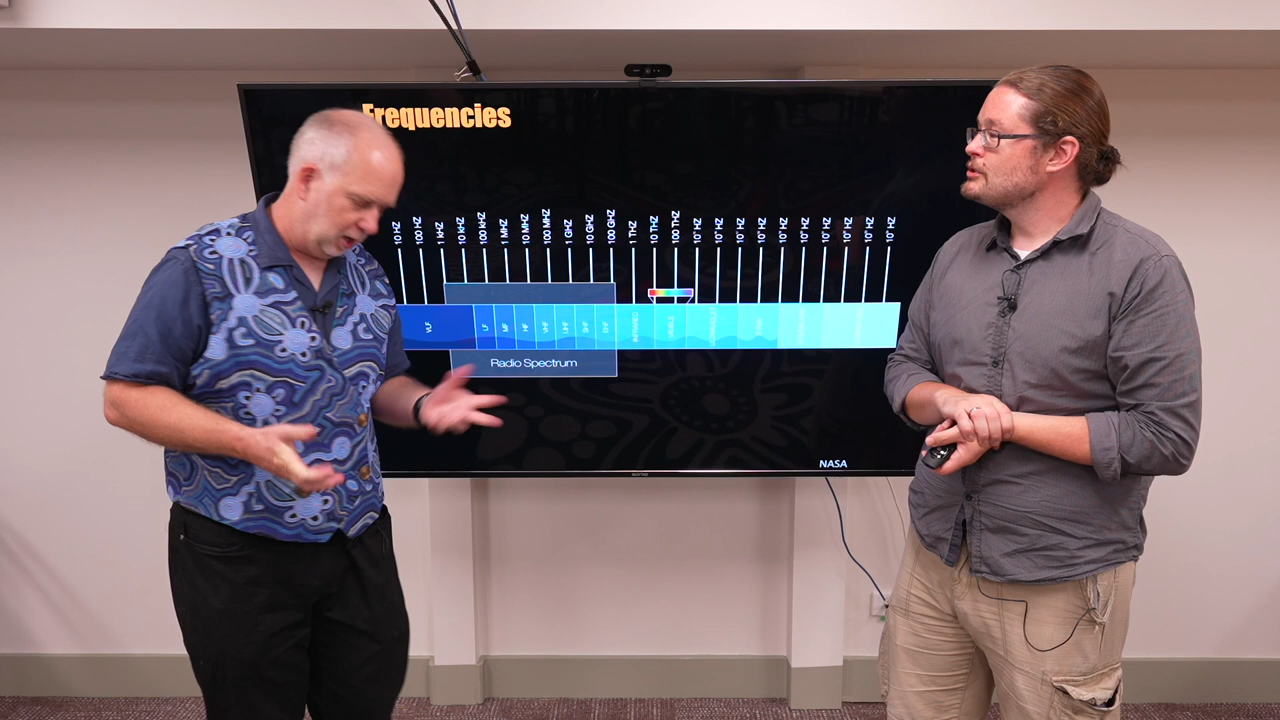 Frequencies
10 HZ
100 HZ
1 kHZ
10 kHZ
100 kHZ
1 MHZ
10 MHZ
100 MHZ
1 GHZ
10 GHZ
100 GHZ
1 THZ
10 THZ
100 THZ
VLF
LF
MF
HF
VHF
UHF
SHF
EHF
INFRARED
VISIBLE
Radio Spectrum
NASA